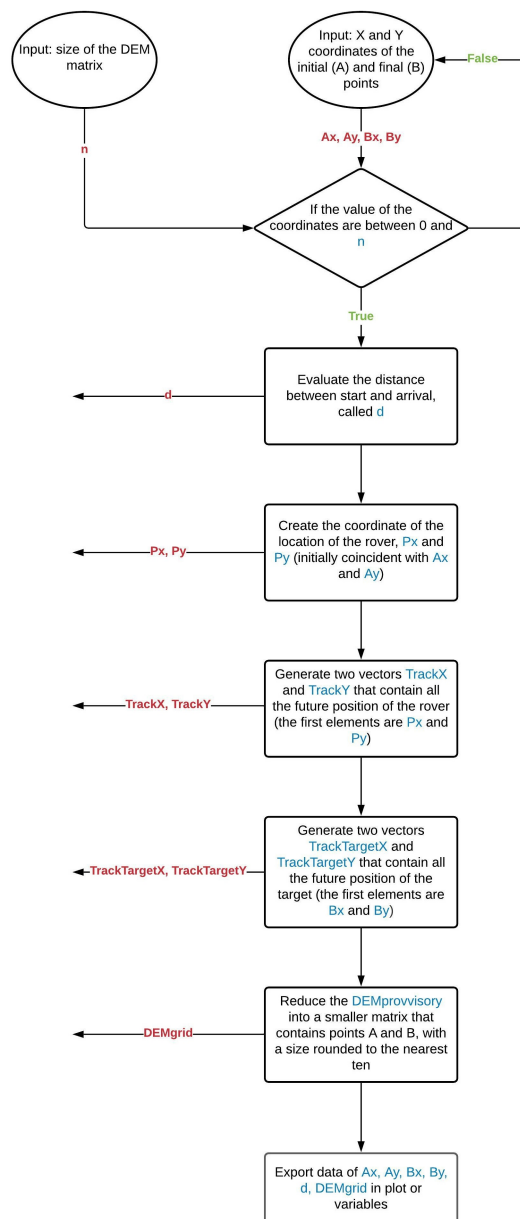 Input: size of the DEM
matrix
Input: X and Y
coordinates of the
initial (A) and final (B)
points
False
n
Ax, Ay, Bx, By
If the value of the
coordinates are between 0 and
n
True
Evaluate the distance
between start and arrival,
called d
d
Create the coordinate of the
location of the rover, Px and
Py (initially coincident with Ax
and Ay)
Px, Py
Generate two vectors TrackX
and TrackY that contain all
the future position of the rover
(the first elements are Px and
Py)
TrackX, TrackY
Generate two vectors
TrackTargetX and
TrackTargetY that contain all
the future position of the
target (the first elements are
Bx and By)
TrackTargetX, TrackTargetY
Reduce the DEMprovvisory
into a smaller matrix that
contains points A and B, with
a size rounded to the nearest
ten
DEMgrid
Export data of Ax, Ay, Bx, By,
d, DEMgrid in plot or
variables